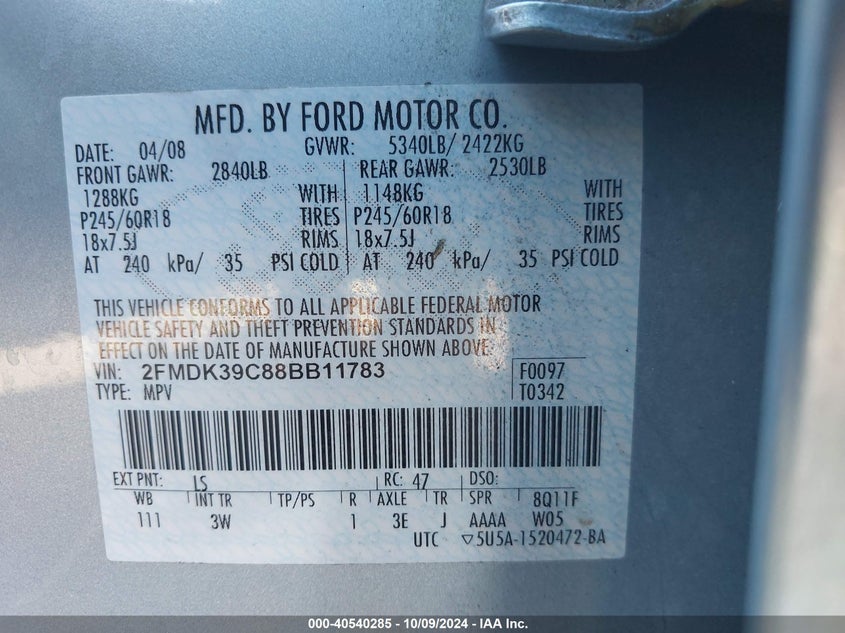 MFD. BY FORD MOTOR CO.
DATE: 04/08 GVWR: 5340LB/ 2422KG
FRONT GAWR: 2840LB REAR GAWR: 2530LB
1288KG WITH 1148KG WITH
P245/60R18 TIRES P245/60R18 TIRES
18x7.5J RIMS 18x7.5J RIMS
AT 240 kPa/ 35 PSI COLD AT 240 kPa/ 35 PSI COLD
THIS VEHICLE CONFORMS TO ALL APPLICABLE FEDERAL MOTOR
VEHICLE SAFETY AND THEFT PREVENTION STANDARDS IN
EFFECT ON THE DATE OF MANUFACTURE SHOWN ABOVE.
VIN: 2FMDK39C88BB11783 F0097
TYPE: MPV T0342
EXT PNT: LS RC: 47 DSO:
WB INT TR TP/PS R AXLE TR SPR 8Q11F
111 3W 1 3E J AAAA W05
UTC ▽5U5A-1520472-BA
000-40540285 - 10/09/2024 - IAA Inc.